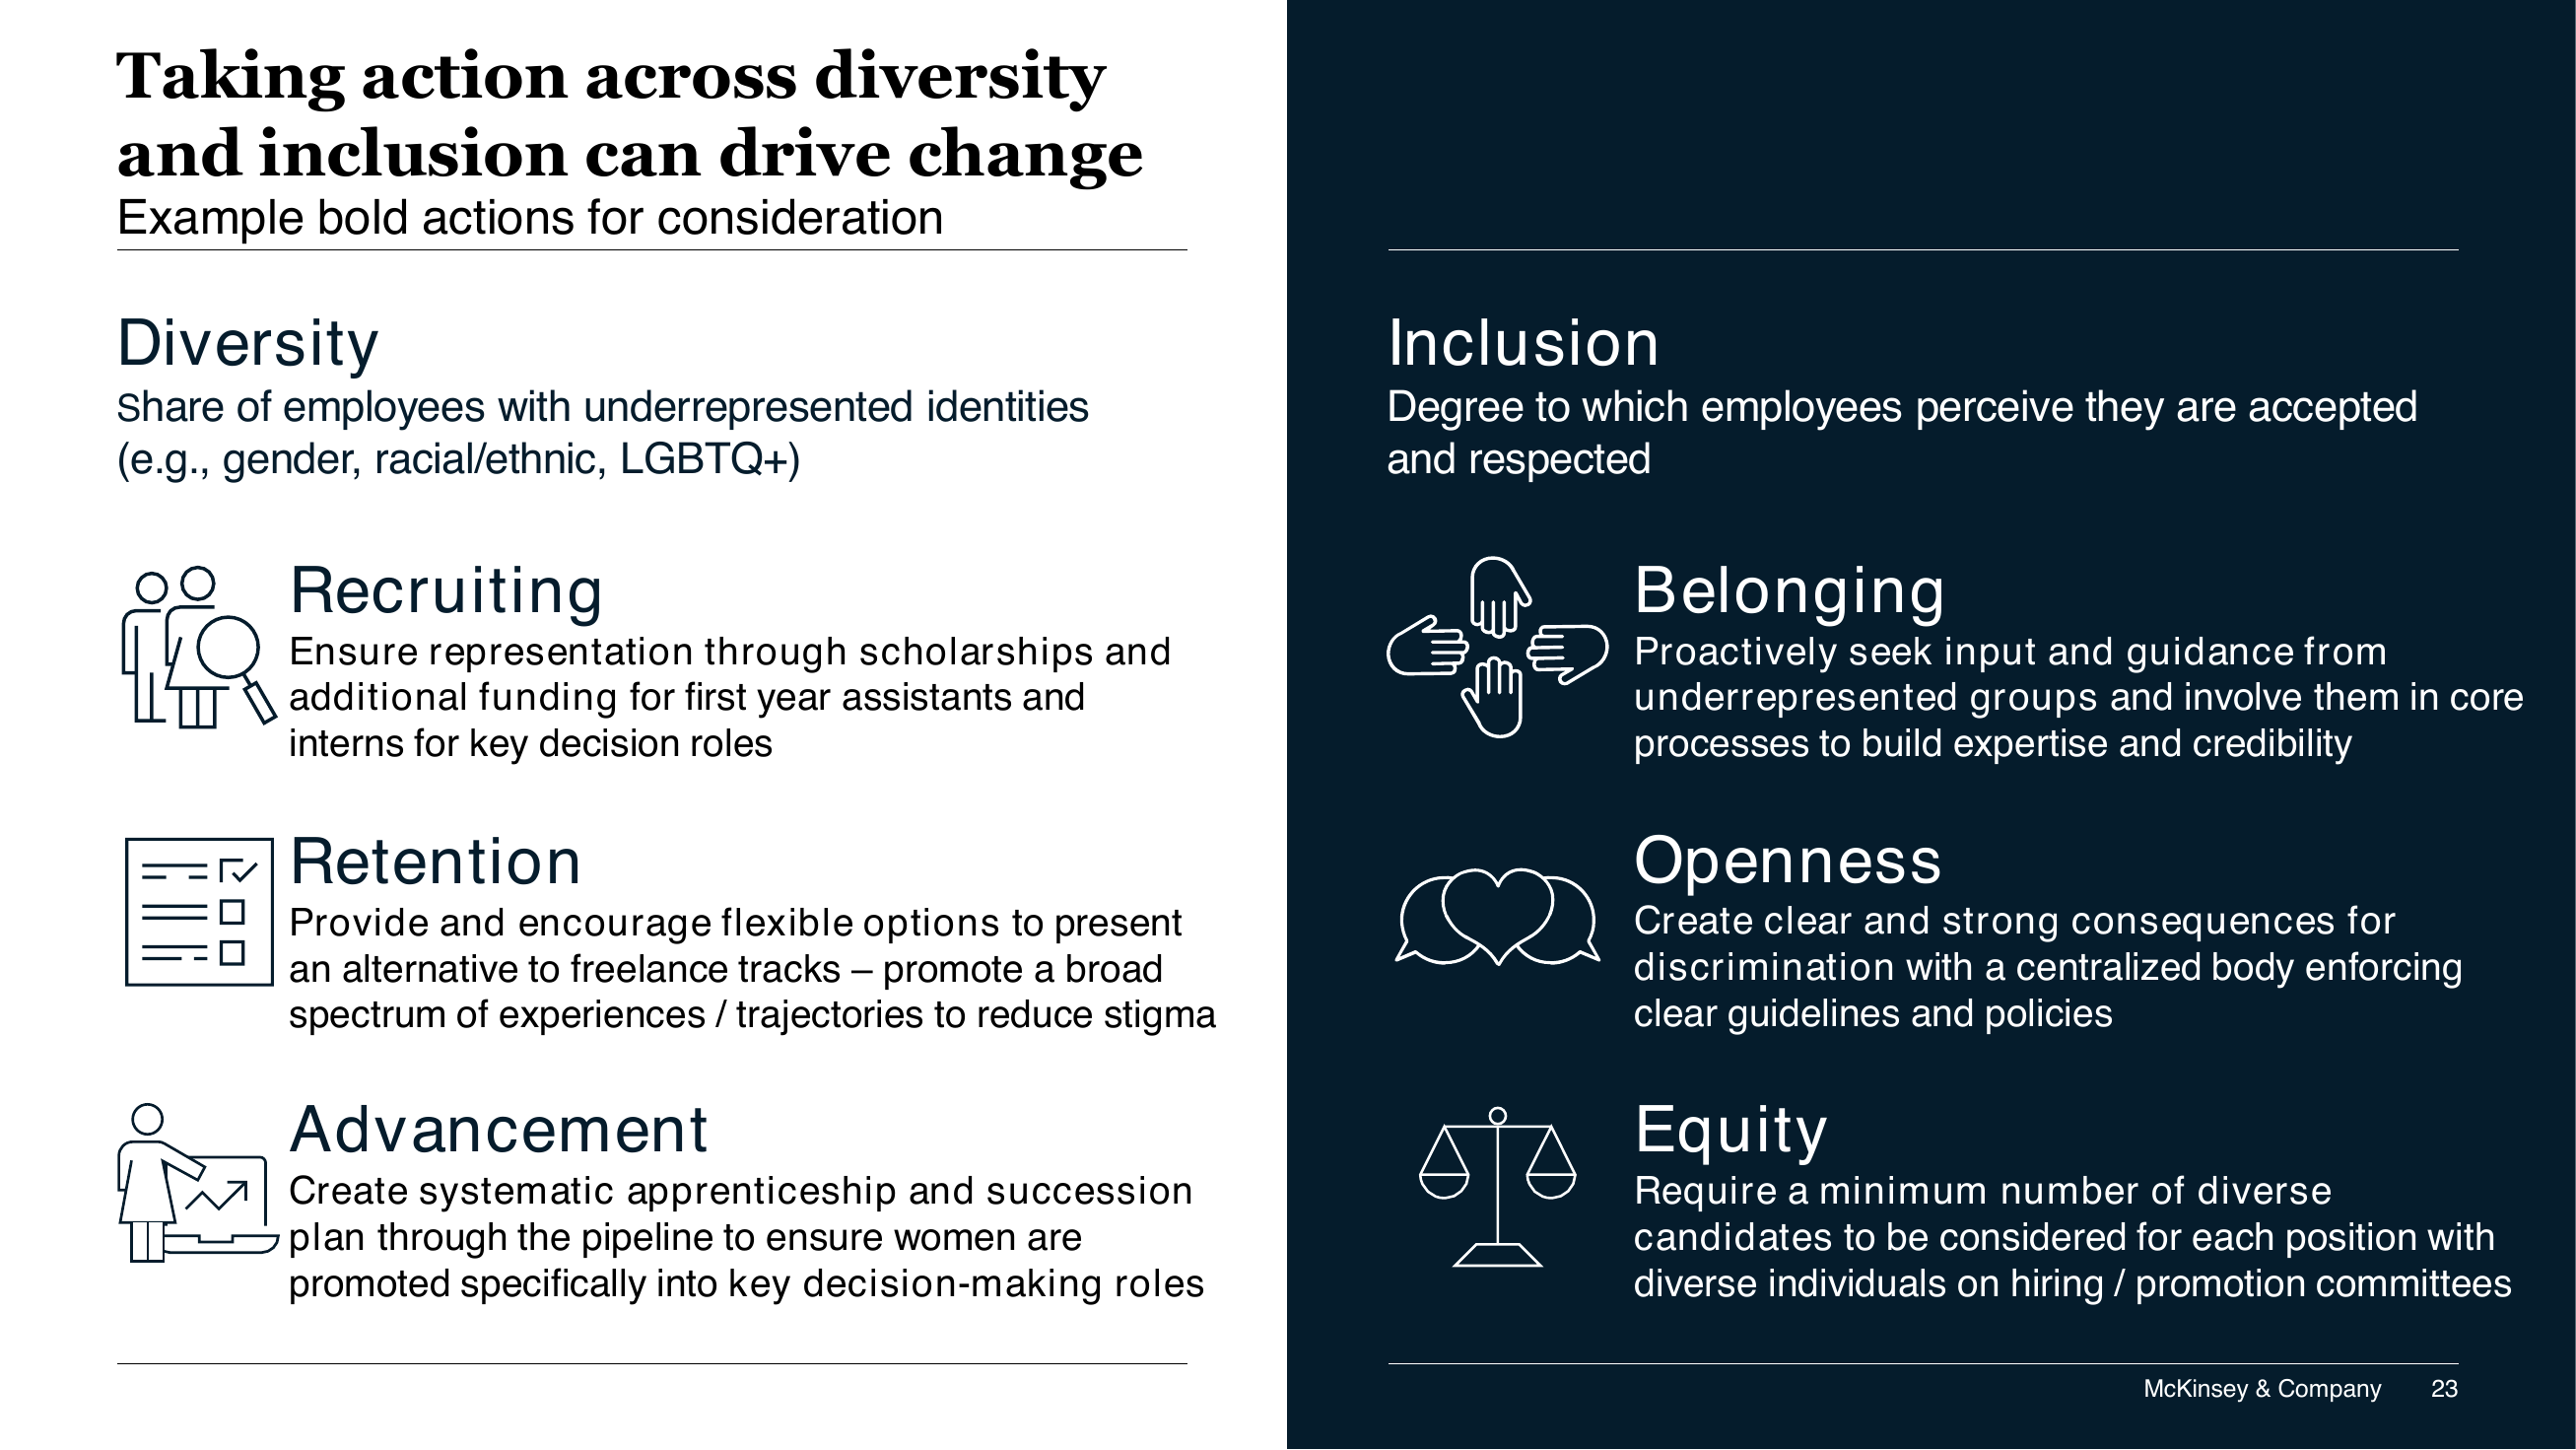 Taking action across diversity
and inclusion can drive change
Example bold actions for consideration
Diversity
Share of employees with underrepresented identities
(e.g., gender, racial/ethnic, LGBTQ+)
Recruiting
Ensure representation through scholarships and
additional funding for first year assistants and
interns for key decision roles
Retention
Provide and encourage flexible options to present
an alternative to freelance tracks – promote a broad
spectrum of experiences / trajectories to reduce stigma
Advancement
Create systematic apprenticeship and succession
plan through the pipeline to ensure women are
promoted specifically into key decision-making roles
Inclusion
Degree to which employees perceive they are accepted
and respected
Belonging
Proactively seek input and guidance from
underrepresented groups and involve them in core
processes to build expertise and credibility
Openness
Create clear and strong consequences for
discrimination with a centralized body enforcing
clear guidelines and policies
Equity
Require a minimum number of diverse
candidates to be considered for each position with
diverse individuals on hiring / promotion committees
McKinsey & Company 23